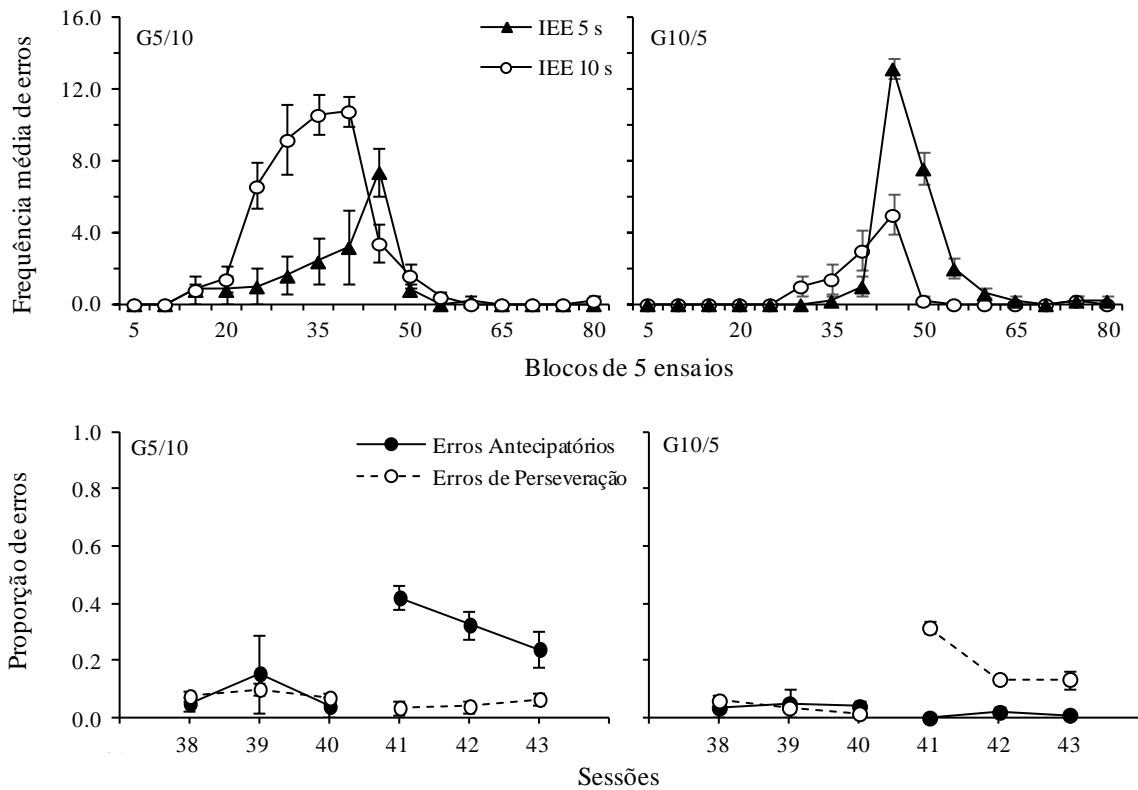 G5/10
IEE 5 s
IEE 10 s
G10/5
Frequência média de erros
16.0
12.0
8.0
4.0
0.0
5 20 35 50 65 80
5 20 35 50 65 80
Blocos de 5 ensaios
G5/10
Erros Antecipatórios
Erros de Perseveração
G10/5
Proporção de erros
1.0
0.8
0.6
0.4
0.2
0.0
38 39 40 41 42 43
38 39 40 41 42 43
Sessões